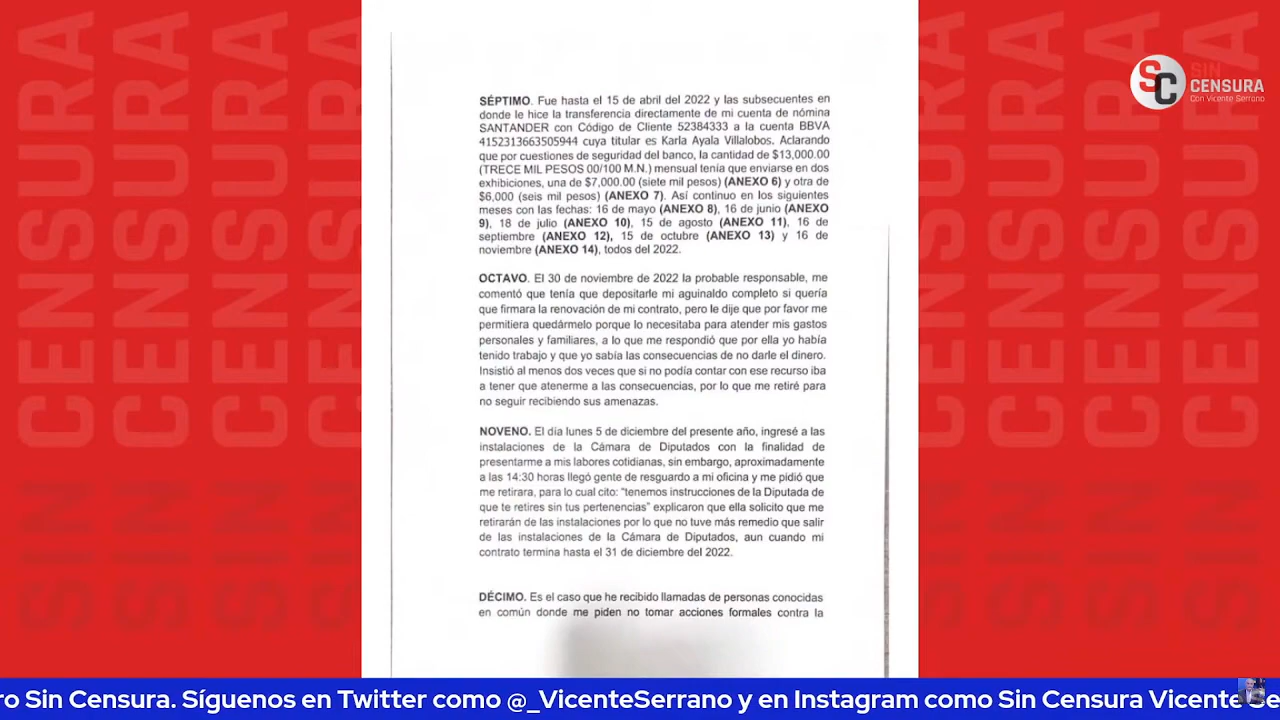 SÉPTIMO. Fue hasta el 15 de abril del 2022 y las subsecuentes en
donde le hice la transferencia directamente de mi cuenta de nómina
SANTANDER con Código de Cliente 52384333 a la cuenta BBVA
4152313663505944 cuya titular es Karla Ayala Villalobos. Aclarando
que por cuestiones de seguridad del banco, la cantidad de $13,000.00
(TRECE MIL PESOS 00/100 M.N.) mensual tenía que enviarse en dos
exhibiciones, una de $7,000.00 (siete mil pesos) (ANEXO 6) y otra de
$6,000 (seis mil pesos) (ANEXO 7). Así continuo en los siguientes
meses con las fechas: 16 de mayo (ANEXO 8), 16 de junio (ANEXO
9), 18 de julio (ANEXO 10), 15 de agosto (ANEXO 11), 16 de
septiembre (ANEXO 12), 15 de octubre (ANEXO 13) y 16 de
noviembre (ANEXO 14), todos del 2022.
OCTAVO. El 30 de noviembre de 2022 la probable responsable, me
comentó que tenía que depositarle mi aguinaldo completo si quería
que firmara la renovación de mi contrato, pero le dije que por favor me
permitiera quedármelo porque lo necesitaba para atender mis gastos
personales y familiares, a lo que me respondió que por ella yo había
tenido trabajo y que yo sabía las consecuencias de no darle el dinero.
Insistió al menos dos veces que si no podía contar con ese recurso iba
a tener que atenerme a las consecuencias, por lo que me retiré para
no seguir recibiendo sus amenazas.
NOVENO. El día lunes 5 de diciembre del presente año, ingresé a las
instalaciones de la Cámara de Diputados con la finalidad de
presentarme a mis labores cotidianas, sin embargo, aproximadamente
a las 14:30 horas llegó gente de resguardo a mi oficina y me pidió que
me retirara, para lo cual cito: “tenemos instrucciones de la Diputada de
que te retires sin tus pertenencias” explicaron que ella solicito que me
retirarán de las instalaciones por lo que no tuve más remedio que salir
de las instalaciones de la Cámara de Diputados, aun cuando mi
contrato termina hasta el 31 de diciembre del 2022.
DÉCIMO. Es el caso que he recibido llamadas de personas conocidas
en común donde me piden no tomar acciones formales contra la
SC
SIN
CENSURA
Con Vicente Serrano
SIN CENSURA
SIN CENSURA
SIN CENSURA
SIN CENSURA
SIN CENSURA
SIN CENSURA
SIN CENSURA
SIN CENSURA
ro Sin Censura. Síguenos en Twitter como @_VicenteSerrano y en Instagram como Sin Censura Vicente Se